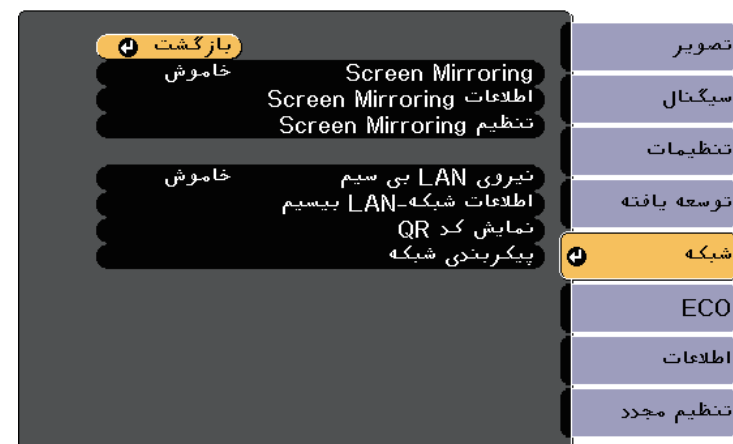 بازگشت
Screen Mirroring خاموش
اطلاعات Screen Mirroring
تنظیم Screen Mirroring
نیروی LAN بی سیم خاموش
اطلاعات شبکه-LAN بیسیم
نمایش کد QR
پیکربندی شبکه
تصویر
سیگنال
تنظیمات
توسعه یافته
شبکه
ECO
اطلاعات
تنظیم مجدد